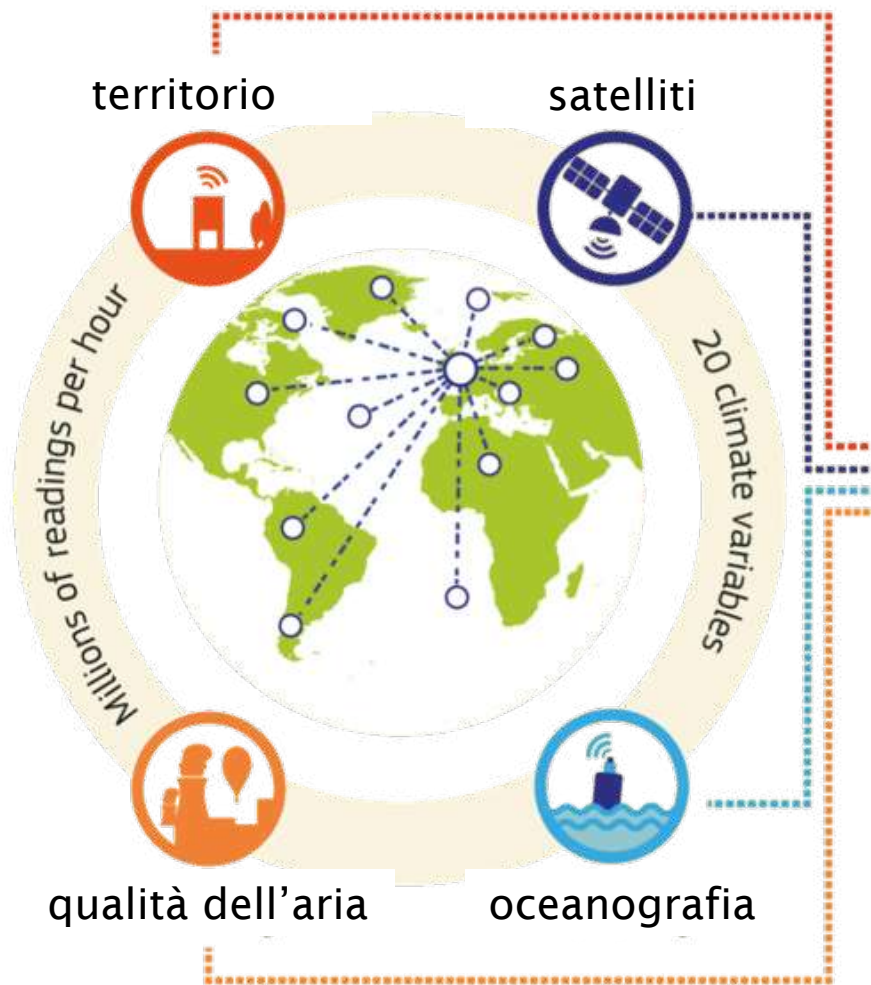 territorio
satelliti
Millions of readings per hour
20 climate variables
qualità dell’aria
oceanografia